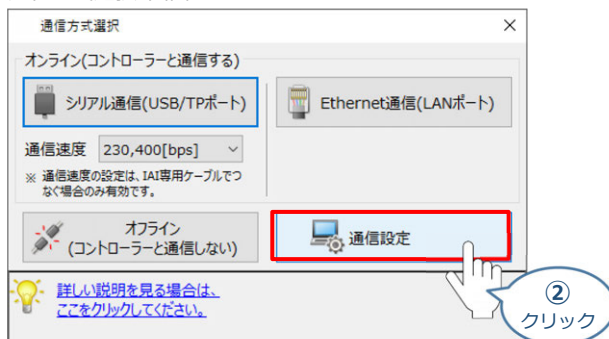 通信方式選択
オンライン(コントローラーと通信する)
シリアル通信(USB/TPポート)
Ethernet通信(LANポート)
通信速度 230,400[bps]
※ 通信速度の設定は、IAI専用ケーブルでつ
なぐ場合のみ有効です。
オフライン
(コントローラーと通信しない)
通信設定
詳しい説明を見る場合は、
ここをクリックしてください。
②
クリック